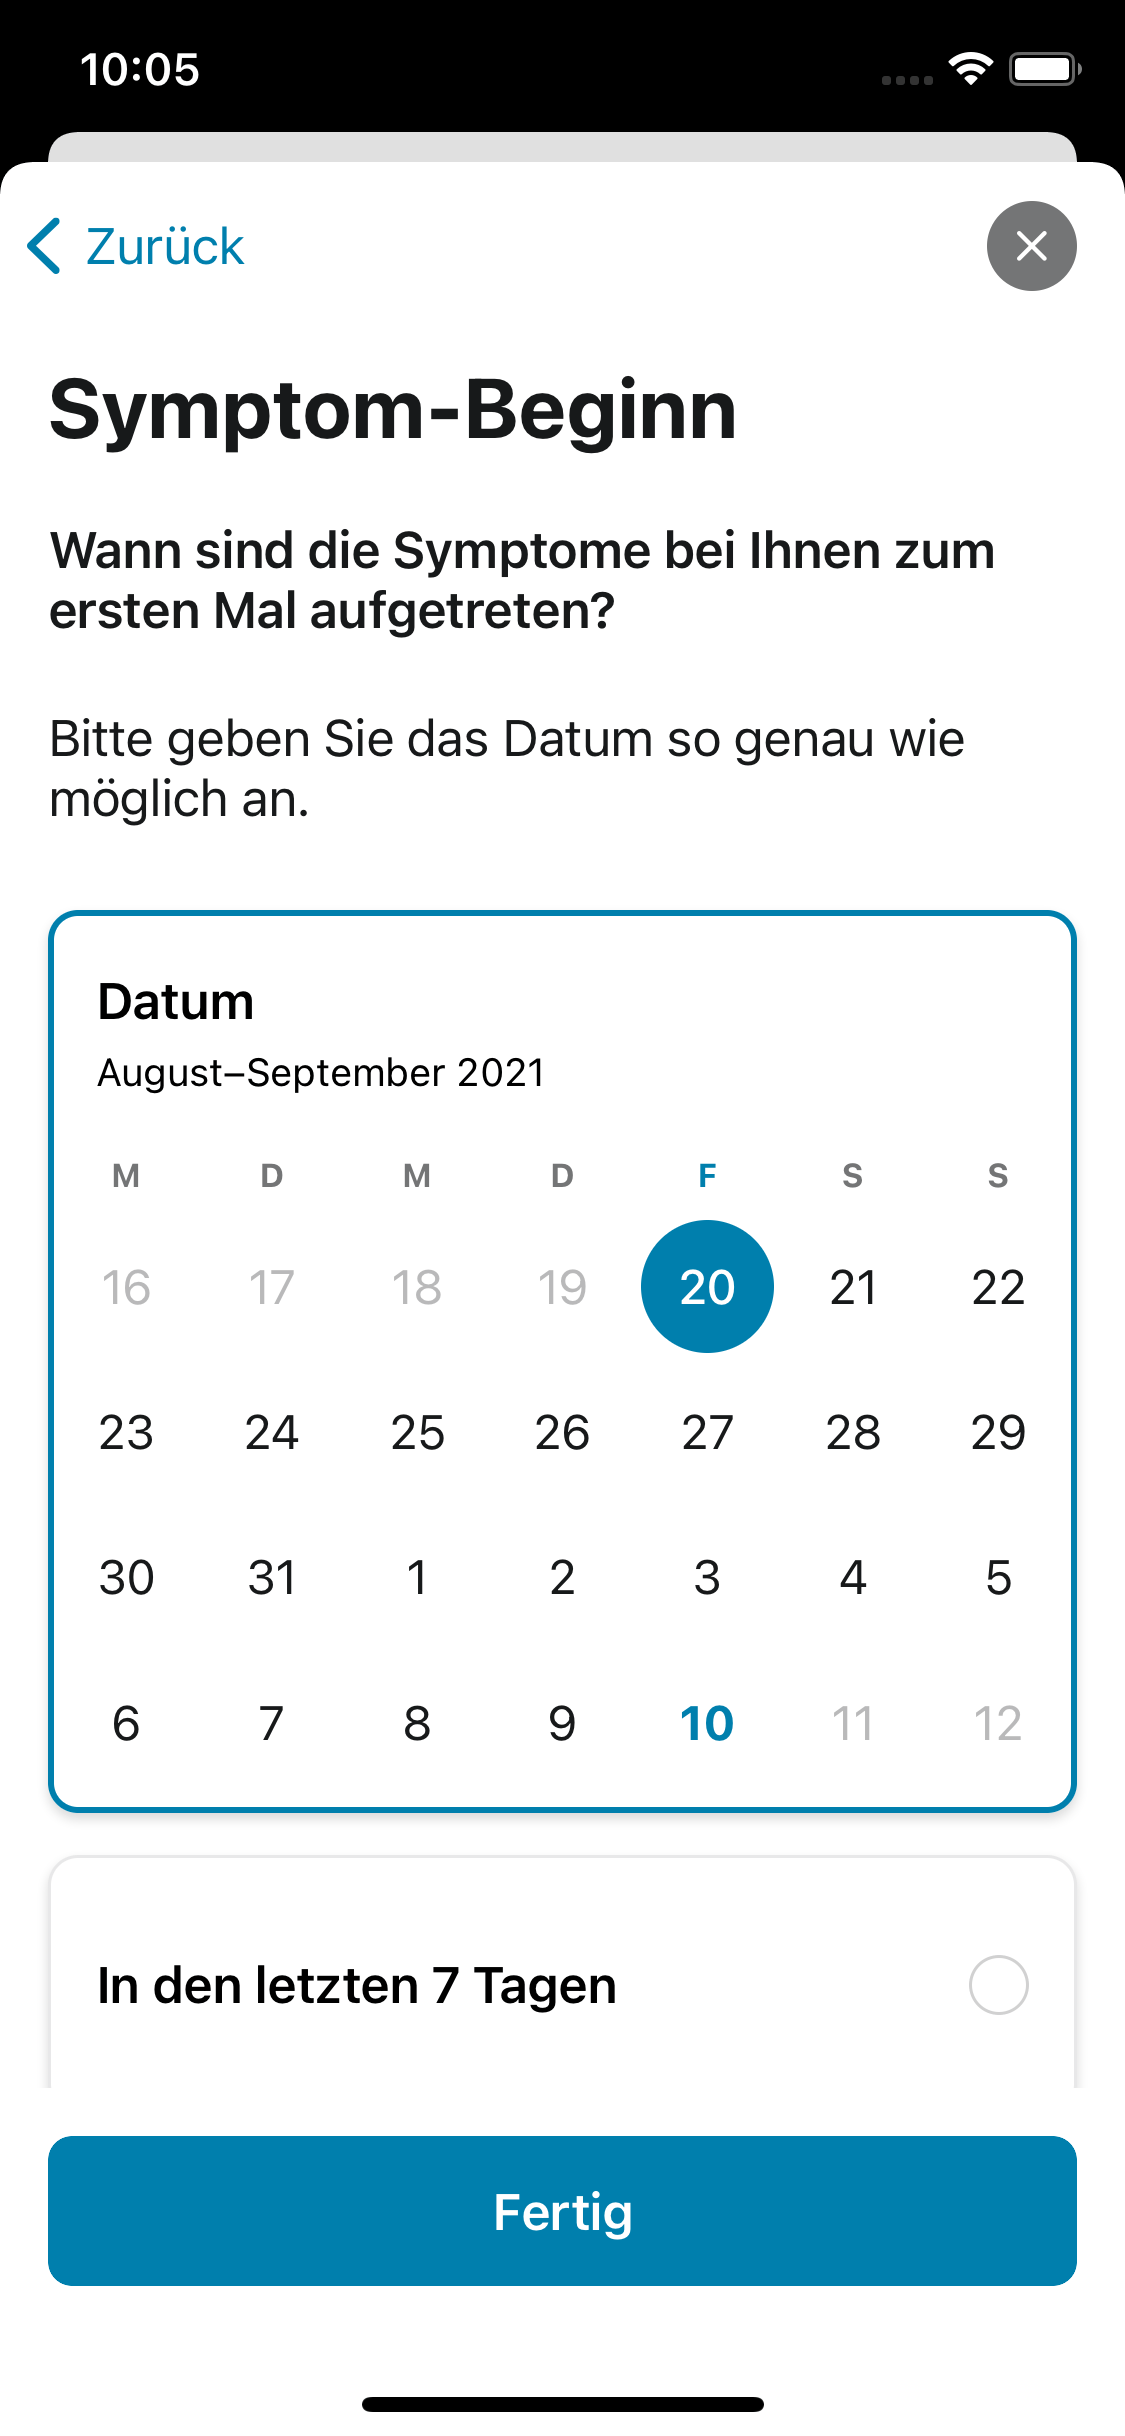 10:05
Zurück
Symptom-Beginn
Wann sind die Symptome bei Ihnen zum
ersten Mal aufgetreten?
Bitte geben Sie das Datum so genau wie
möglich an.
Datum
August–September 2021
M D M D F S S
16 17 18 19 20 21 22
23 24 25 26 27 28 29
30 31 1 2 3 4 5
6 7 8 9 10 11 12
In den letzten 7 Tagen
Fertig